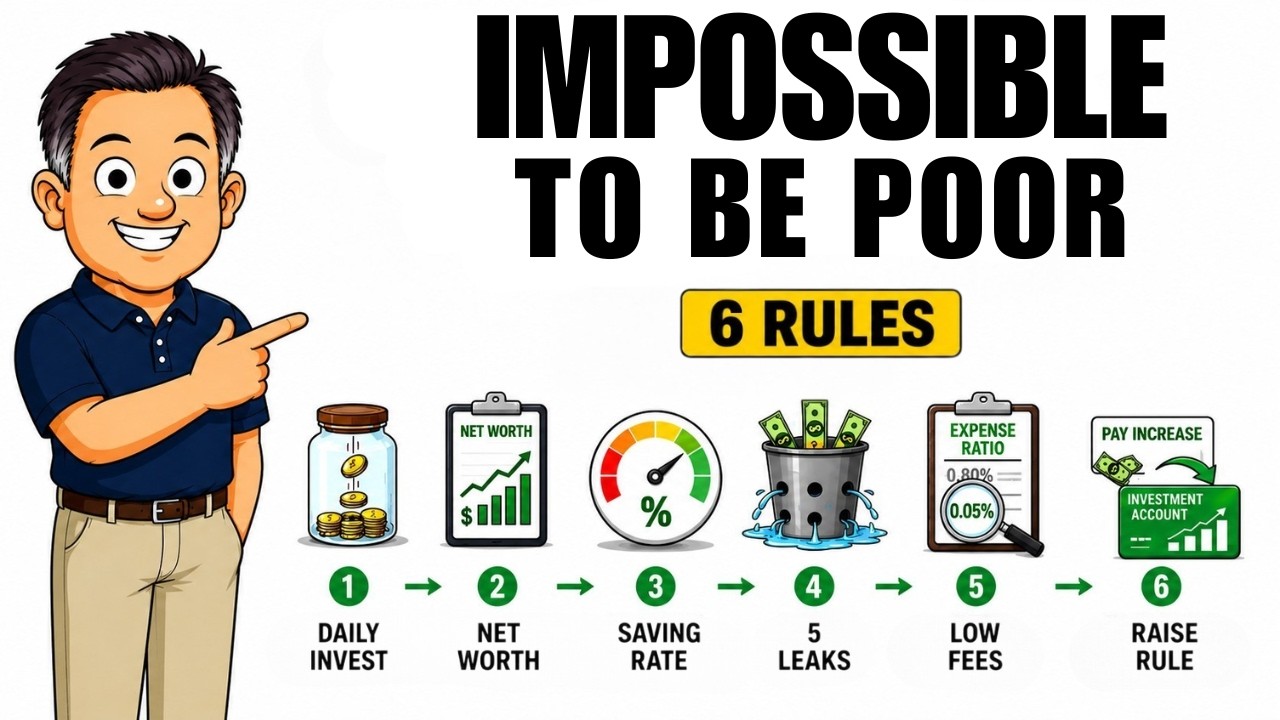 IMPOSSIBLE
TO BE POOR
6 RULES
NET WORTH
$
%
EXPENSE
RATIO
0.80%
0.05%
PAY INCREASE
INVESTMENT
ACCOUNT
1
2
3
4
5
6
DAILY
INVEST
NET
WORTH
SAVING
RATE
5
LEAKS
LOW
FEES
RAISE
RULE